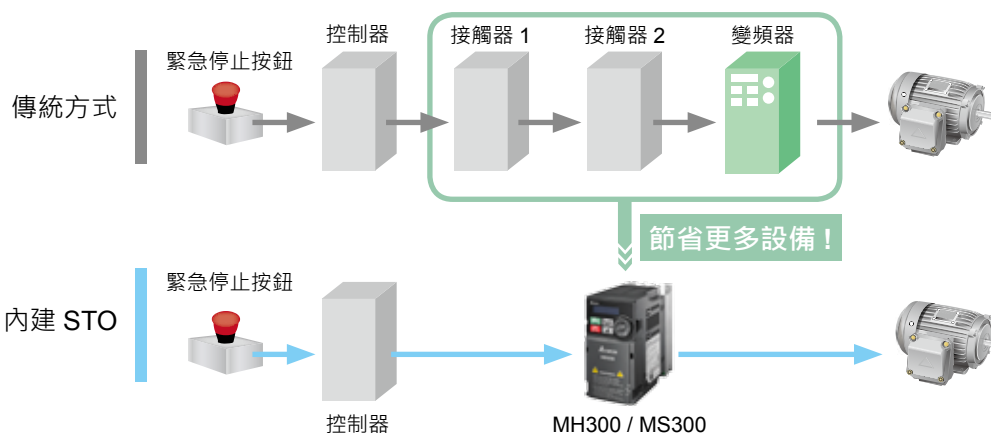 控制器
接觸器 1
接觸器 2
變頻器
緊急停止按鈕
傳統方式
節省更多設備！
緊急停止按鈕
內建 STO
控制器
MH300 / MS300